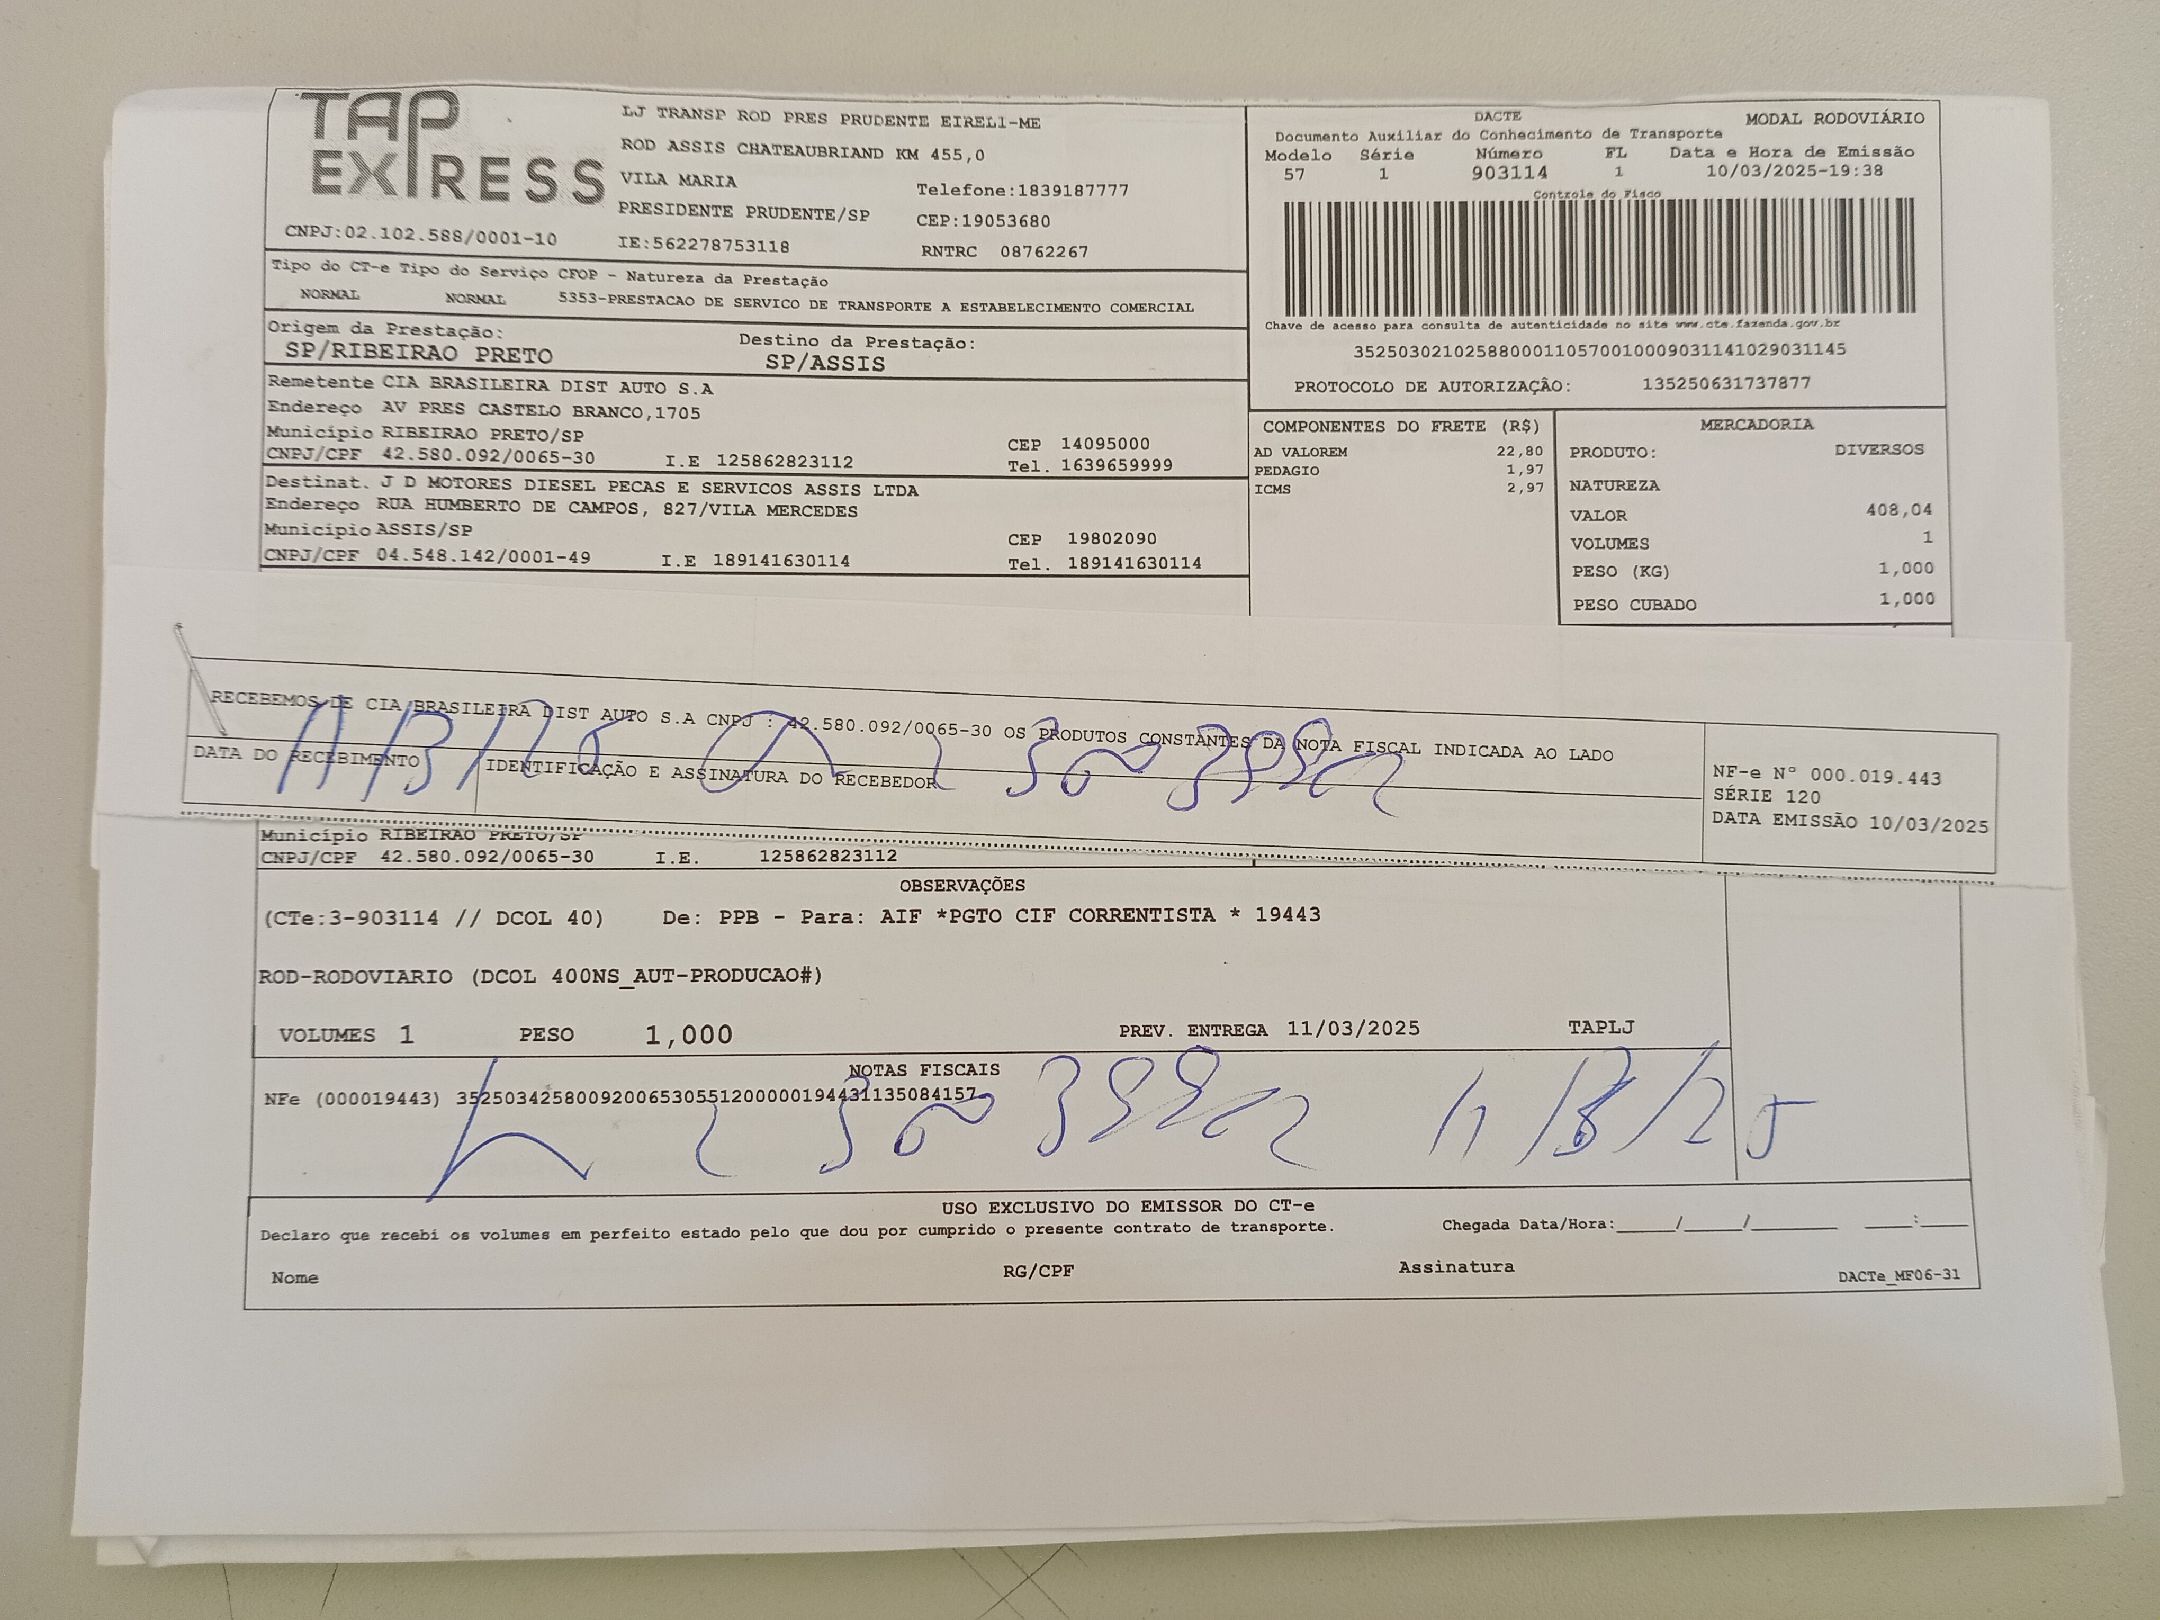 TAP EXPRESS
LJ TRANSP ROD PRES PRUDENTE EIRELI-ME
ROD ASSIS CHATEAUBRIAND KM 455,0
VILA MARIA
Telefone:1839187777
PRESIDENTE PRUDENTE/SP
CEP:19053680
CNPJ:02.102.588/0001-10
IE:562278753118
RNTRC 08762267
DACTE
MODAL RODOVIÁRIO
Documento Auxiliar do Conhecimento de Transporte
Modelo Série Número FL Data e Hora de Emissão
57 1 903114 1 10/03/2025-19:38
Controle do Fisco
Chave de acesso para consulta de autenticidade no site www.cte.fazenda.gov.br
35250302102588000110570010009031141029031145
PROTOCOLO DE AUTORIZAÇÃO: 135250631737877
Tipo do CT-e Tipo do Serviço CFOP - Natureza da Prestação
NORMAL NORMAL 5353-PRESTACAO DE SERVICO DE TRANSPORTE A ESTABELECIMENTO COMERCIAL
Origem da Prestação: Destino da Prestação:
SP/RIBEIRAO PRETO SP/ASSIS
Remetente CIA BRASILEIRA DIST AUTO S.A
Endereço AV PRES CASTELO BRANCO,1705
Município RIBEIRAO PRETO/SP CEP 14095000
CNPJ/CPF 42.580.092/0065-30 I.E 125862823112 Tel. 1639659999
Destinat. J D MOTORES DIESEL PECAS E SERVICOS ASSIS LTDA
Endereço RUA HUMBERTO DE CAMPOS, 827/VILA MERCEDES
Município ASSIS/SP CEP 19802090
CNPJ/CPF 04.548.142/0001-49 I.E 189141630114 Tel. 189141630114
COMPONENTES DO FRETE (R$)
AD VALOREM 22,80
PEDAGIO 1,97
ICMS 2,97
MERCADORIA
PRODUTO: DIVERSOS
NATUREZA
VALOR 408,04
VOLUMES 1
PESO (KG) 1,000
PESO CUBADO 1,000
RECEBEMOS DE CIA BRASILEIRA DIST AUTO S.A CNPJ : 42.580.092/0065-30 OS PRODUTOS CONSTANTES DA NOTA FISCAL INDICADA AO LADO
DATA DO RECEBIMENTO IDENTIFICAÇÃO E ASSINATURA DO RECEBEDOR
11/3/25
NF-e Nº 000.019.443
SÉRIE 120
DATA EMISSÃO 10/03/2025
Município RIBEIRAO PRETO/SP
CNPJ/CPF 42.580.092/0065-30 I.E. 125862823112
OBSERVAÇÕES
(CTe:3-903114 // DCOL 40) De: PPB - Para: AIF *PGTO CIF CORRENTISTA * 19443
ROD-RODOVIARIO (DCOL 400NS_AUT-PRODUCAO#)
VOLUMES 1 PESO 1,000 PREV. ENTREGA 11/03/2025 TAPLJ
NOTAS FISCAIS
NFe (000019443) 35250342580092006530551200000194431135084157
11/3/25
USO EXCLUSIVO DO EMISSOR DO CT-e
Declaro que recebi os volumes em perfeito estado pelo que dou por cumprido o presente contrato de transporte. Chegada Data/Hora:____/____/______ ___:___
Nome RG/CPF Assinatura DACTe_MF06-31